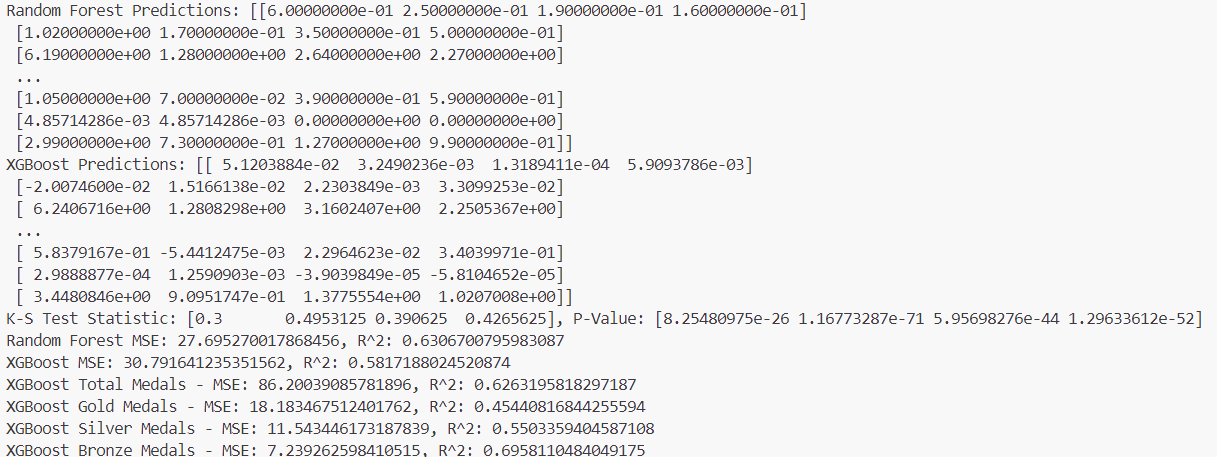 Random Forest Predictions: [[6.00000000e-01 2.50000000e-01 1.90000000e-01 1.60000000e-01]
[1.02000000e+00 1.70000000e-01 3.50000000e-01 5.00000000e-01]
[6.19000000e+00 1.28000000e+00 2.64000000e+00 2.27000000e+00]
...
[1.05000000e+00 7.00000000e-02 3.90000000e-01 5.90000000e-01]
[4.85714286e-03 4.85714286e-03 0.00000000e+00 0.00000000e+00]
[2.99000000e+00 7.30000000e-01 1.27000000e+00 9.90000000e-01]]
XGBoost Predictions: [[ 5.1203884e-02  3.2490236e-03  1.3189411e-04  5.9093786e-03]
[-2.0074600e-02  1.5166138e-02  2.2303849e-03  3.3099253e-02]
[ 6.2406716e+00  1.2808298e+00  3.1602407e+00  2.2505367e+00]
...
[ 5.8379167e-01 -5.4412475e-03  2.2964623e-02  3.4039971e-01]
[ 2.9888877e-04  1.2590903e-03 -3.9039849e-05 -5.8104652e-05]
[ 3.4480846e+00  9.0951747e-01  1.3775554e+00  1.0207008e+00]]
K-S Test Statistic: [0.3       0.4953125 0.390625  0.4265625], P-Value: [8.25480975e-26 1.16773287e-71 5.95698276e-44 1.29633612e-52]
Random Forest MSE: 27.695270017868456, R^2: 0.6306700795983087
XGBoost MSE: 30.791641235351562, R^2: 0.5817188024520874
XGBoost Total Medals - MSE: 86.20039085781896, R^2: 0.6263195818297187
XGBoost Gold Medals - MSE: 18.183467512401762, R^2: 0.45440816844255594
XGBoost Silver Medals - MSE: 11.543446173187839, R^2: 0.5503359404587108
XGBoost Bronze Medals - MSE: 7.239262598410515, R^2: 0.6958110484049175